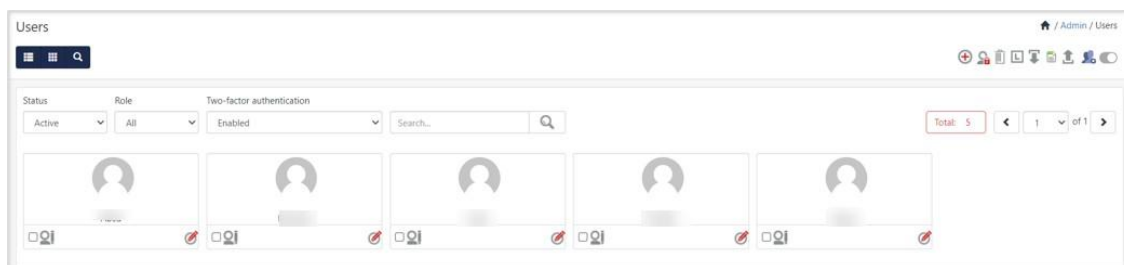 Users
/ Admin / Users
L
Status Role Two-factor authentication
Active All Enabled Search... Total: 5 1 of 1